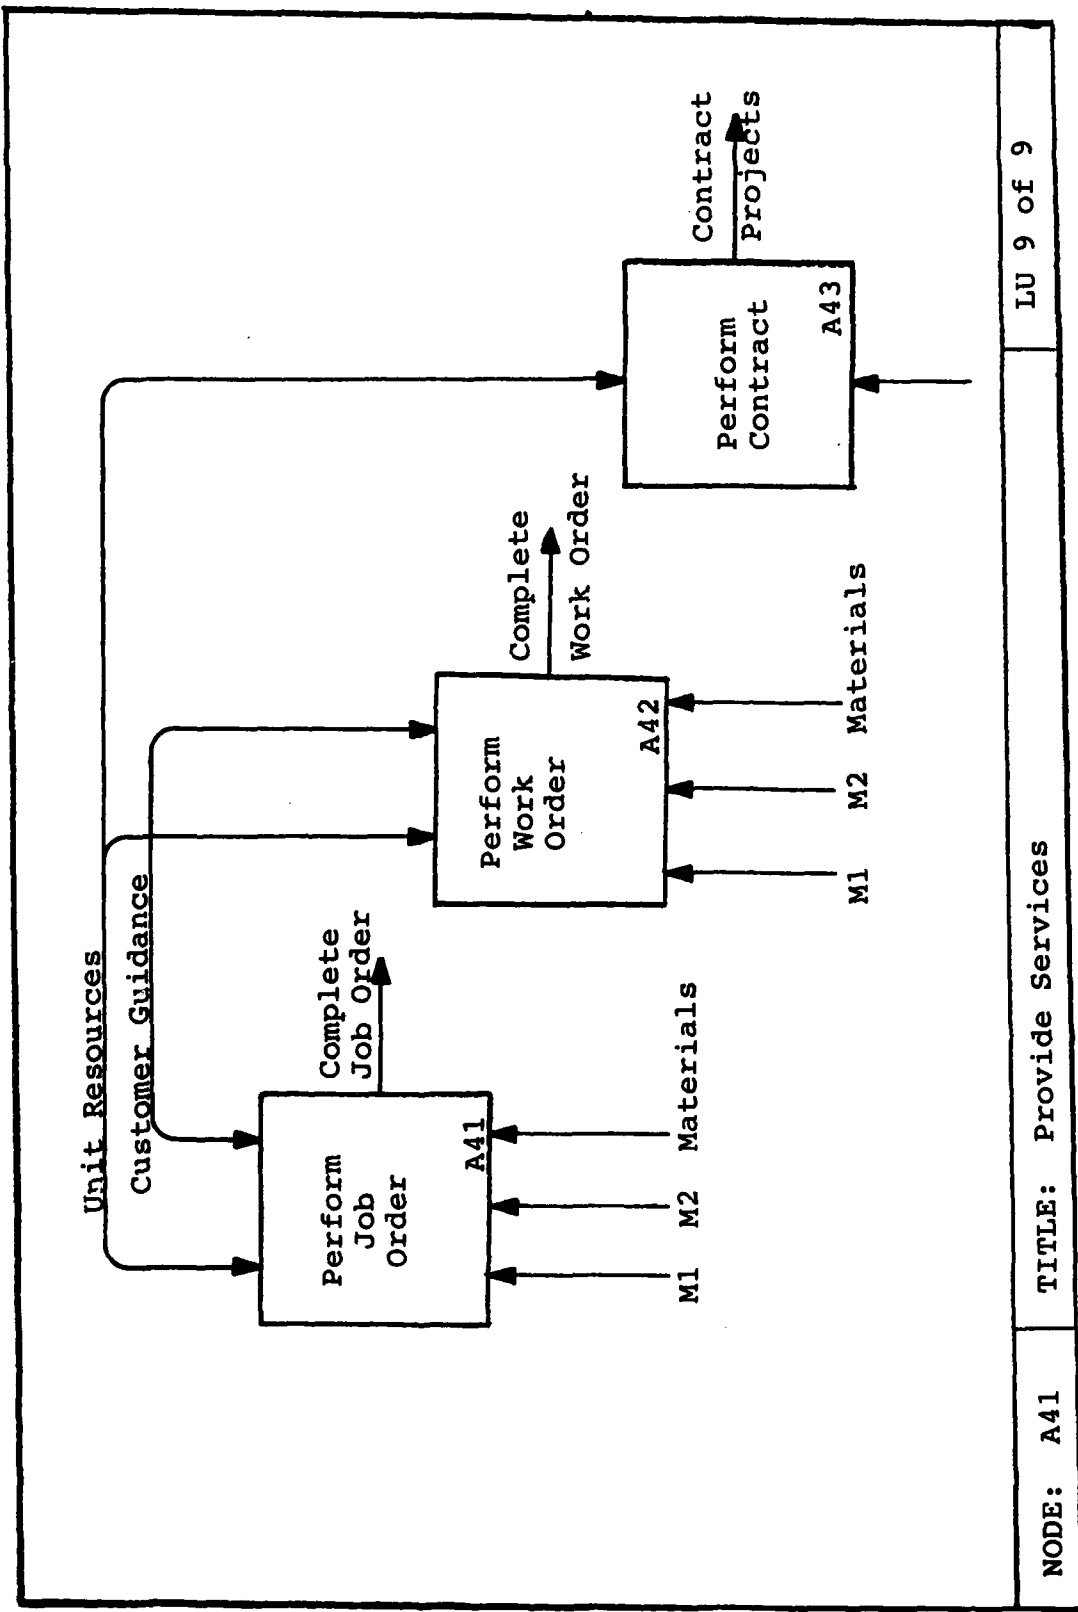 Unit Resources
Customer Guidance
Perform
Job
Order
A41
Complete
Job Order
M1
M2
Materials
Perform
Work
Order
A42
Complete
Work Order
M1
M2
Materials
Perform
Contract
A43
Contract
Projects
NODE: A41
TITLE: Provide Services
LU 9 of 9